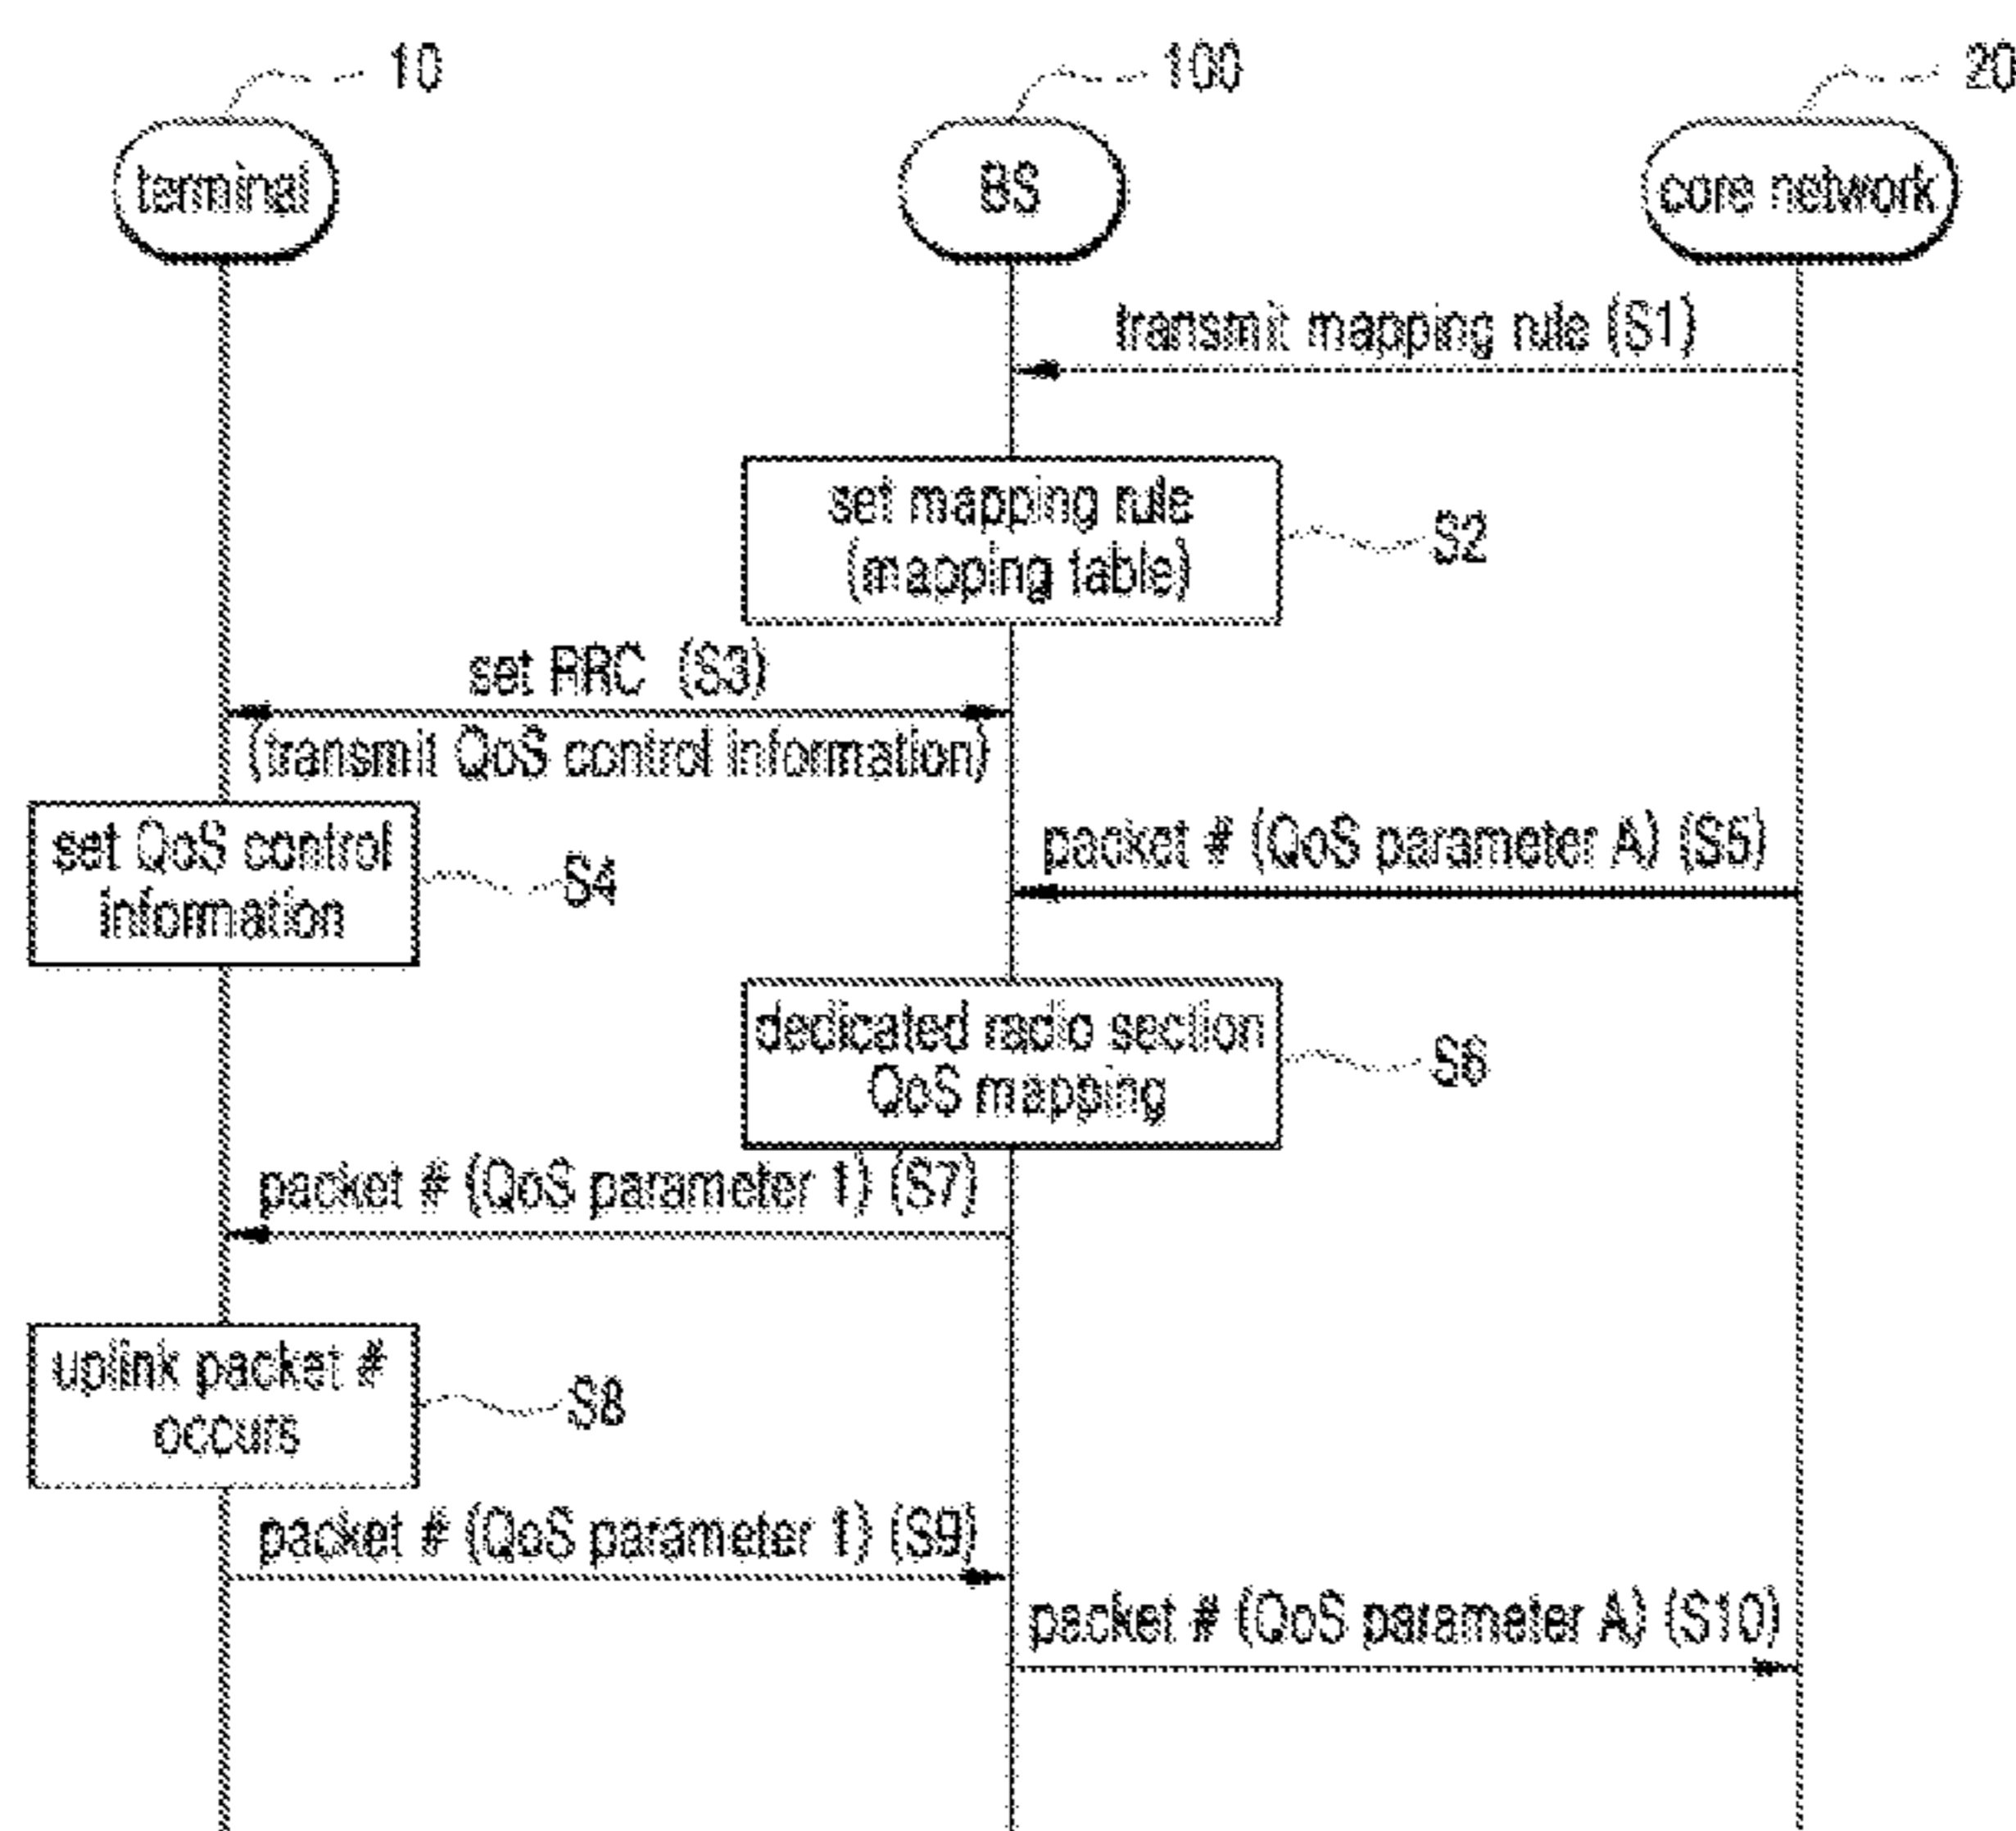 10
100
20
terminal
BS
core network
transmit mapping rule (S1)
set mapping rule
(mapping table)
S2
set RRC (S3)
(transmit QoS control information)
set QoS control
information
S4
packet # (QoS parameter A) (S5)
dedicated radio section
QoS mapping
S6
packet # (QoS parameter 1) (S7)
uplink packet #
occurs
S8
packet # (QoS parameter 1) (S9)
packet # (QoS parameter A) (S10)